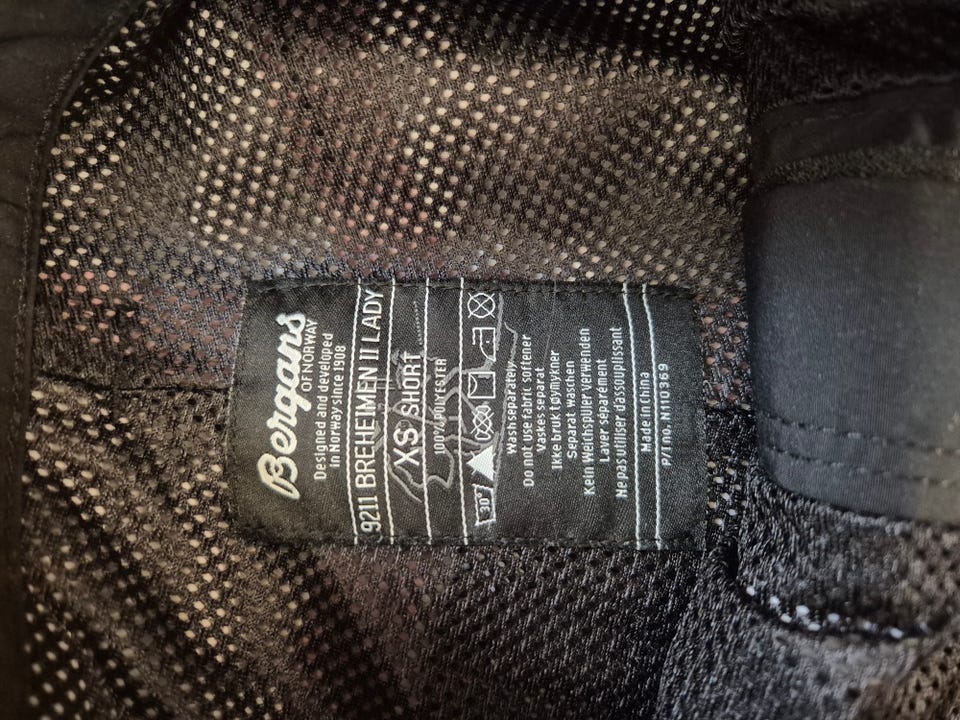 Bergans
OF NORWAY
Designed and developed
in Norway since 1908
9211 BREHEIMEN II LADY
XS SHORT
100% POLYESTER
30°
Wash separately
Do not use fabric softener
Vaskes separat
Ikke bruk tøymykner
Separat waschen
Kein Weichspüler verwenden
Laver séparément
Ne pas utiliser dassouplissant
Made in China
P/I no. N110369